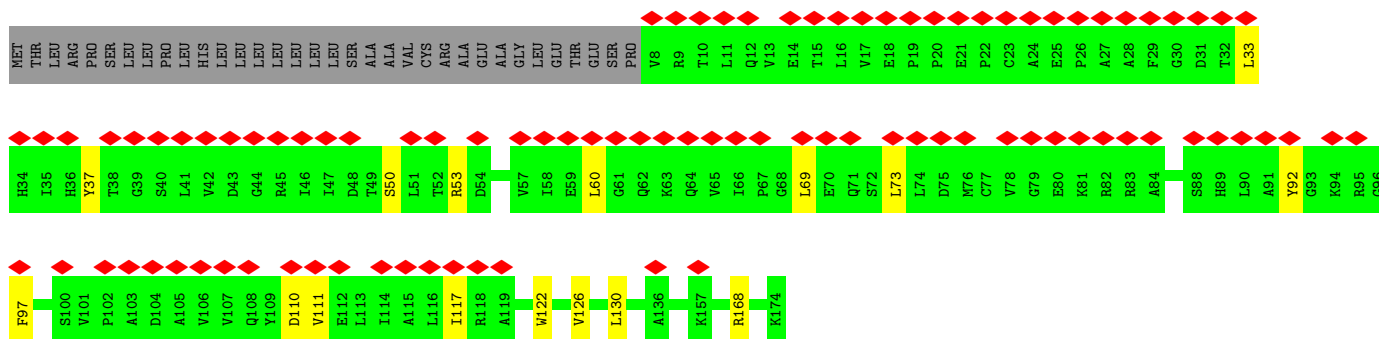 MET THR LEU ARG PRO SER LEU LEU PRO LEU HIS LEU LEU LEU LEU LEU LEU LEU SER ALA ALA VAL CYS ARG ALA GLU ALA GLY LEU GLU THR GLU SER PRO V8 R9 T10 L11 Q12 V13 E14 T15 L16 V17 E18 P19 P20 E21 P22 C23 A24 E25 P26 A27 A28 F29 G30 D31 T32 L33
H34 I35 H36 Y37 T38 G39 S40 L41 V42 D43 G44 R45 I46 I47 D48 T49 S50 L51 T52 R53 D54 V57 I58 E59 L60 G61 Q62 K63 Q64 V65 I66 P67 G68 L69 E70 Q71 S72 L73 L74 D75 M76 C77 V78 G79 E80 K81 R82 R83 A84 S88 H89 L90 A91 Y92 G93 K94 R95 G96
F97 S100 V101 P102 A103 D104 A105 V106 V107 Q108 Y109 D110 V111 E112 L113 I114 A115 L116 I117 R118 A119 W122 V126 L130 A136 K157 R168 K174